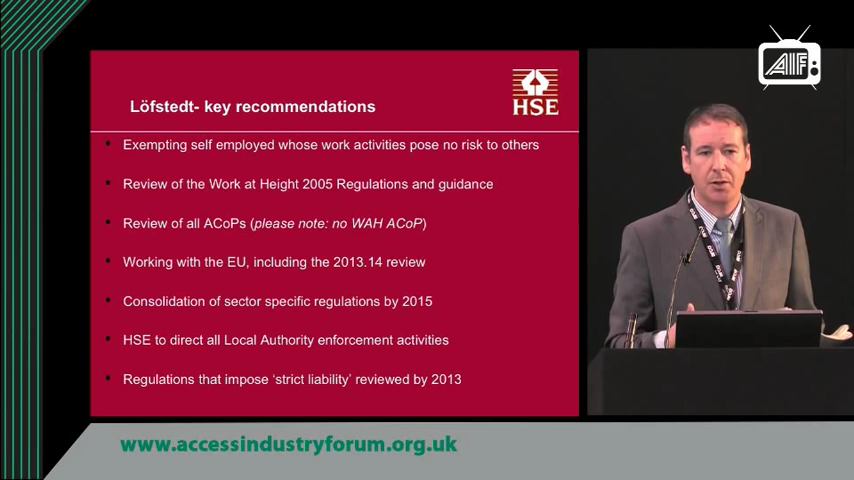 AIF
HSE
Löfstedt- key recommendations
Exempting self employed whose work activities pose no risk to others
Review of the Work at Height 2005 Regulations and guidance
Review of all ACoPs (please note: no WAH ACoP)
Working with the EU, including the 2013.14 review
Consolidation of sector specific regulations by 2015
HSE to direct all Local Authority enforcement activities
Regulations that impose ‘strict liability’ reviewed by 2013
www.accessindustryforum.org.uk